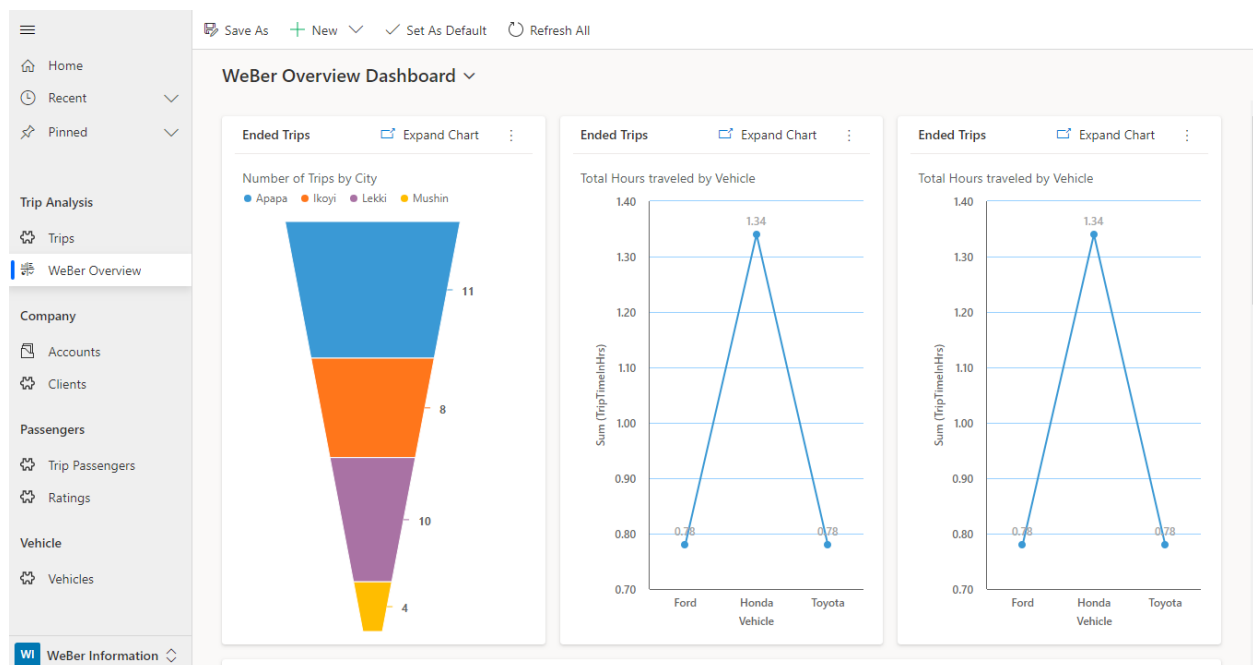 Save As New Set As Default Refresh All
Home
Recent
Pinned
Trip Analysis
Trips
WeBer Overview
Company
Accounts
Clients
Passengers
Trip Passengers
Ratings
Vehicle
Vehicles
WI WeBer Information
WeBer Overview Dashboard
Ended Trips Expand Chart
Number of Trips by City
Apapa Ikoyi Lekki Mushin
11
8
10
4
Ended Trips Expand Chart
Total Hours traveled by Vehicle
1.40
1.30
1.20
1.10
1.00
0.90
0.80
0.70
Sum (TripTimeInHrs)
1.34
0.78 0.78
Ford Honda Toyota
Vehicle
Ended Trips Expand Chart
Total Hours traveled by Vehicle
1.40
1.30
1.20
1.10
1.00
0.90
0.80
0.70
Sum (TripTimeInHrs)
1.34
0.78 0.78
Ford Honda Toyota
Vehicle